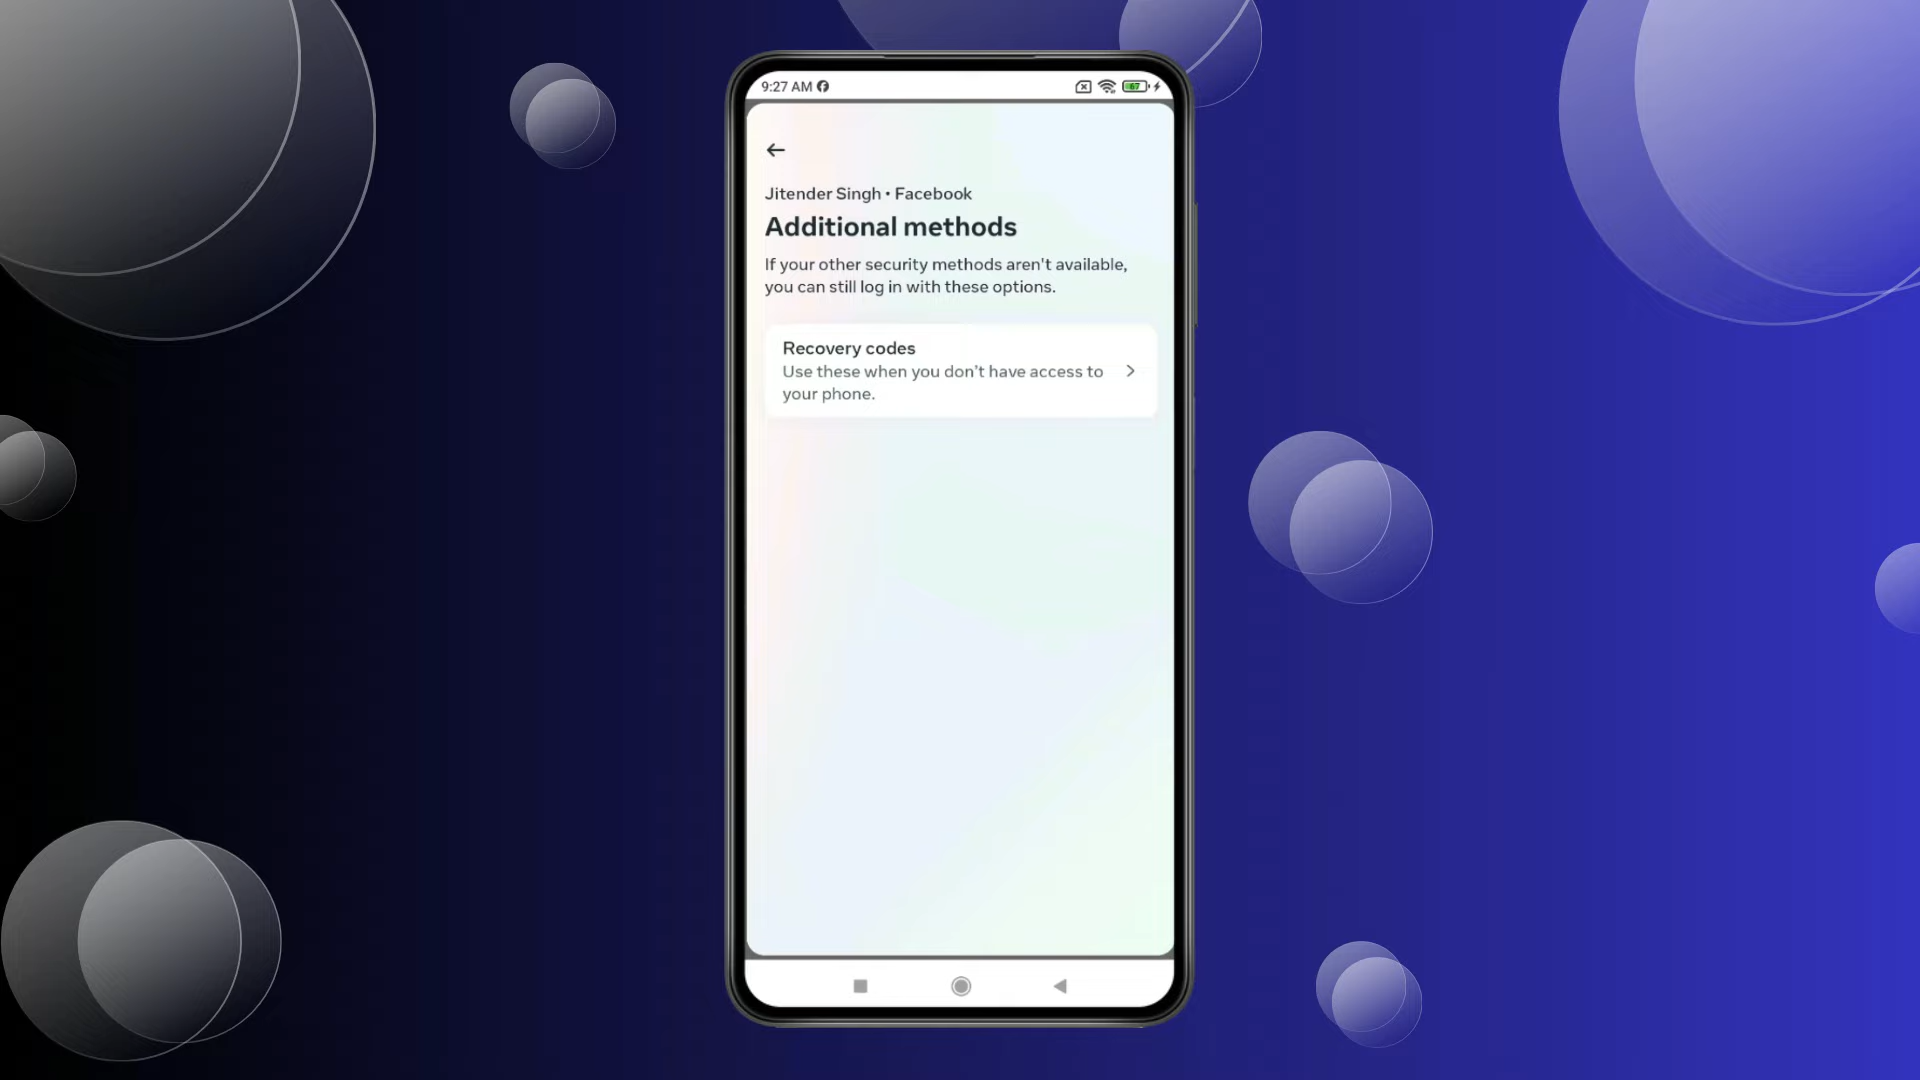 9:27 AM
67
Jitender Singh • Facebook
Additional methods
If your other security methods aren't available,
you can still log in with these options.
Recovery codes
Use these when you don’t have access to
your phone.